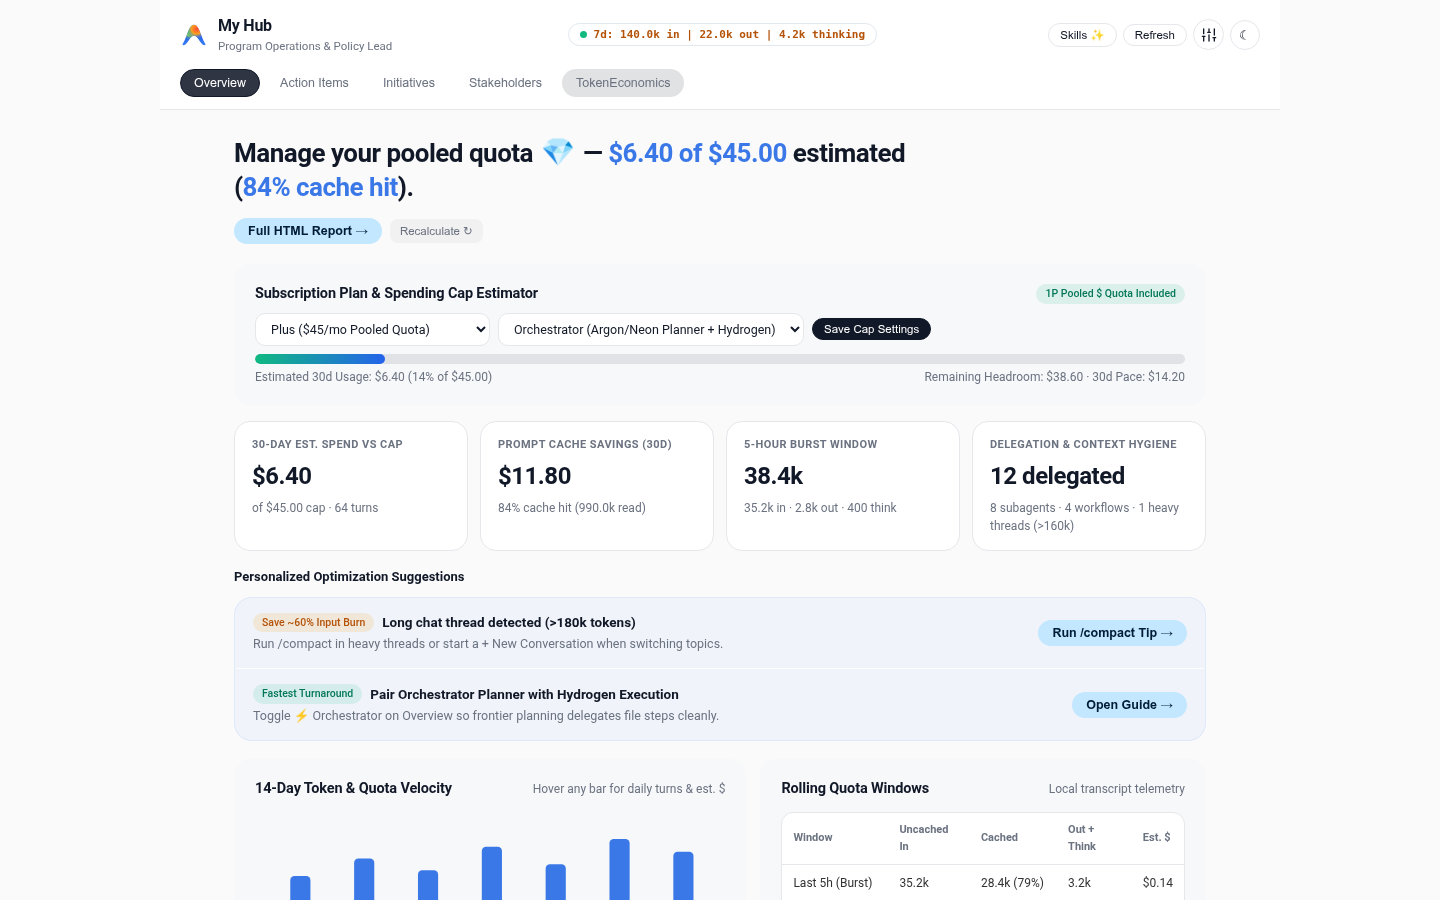 My Hub
Program Operations & Policy Lead
7d: 140.0k in | 22.0k out | 4.2k thinking
Skills ✨
Refresh
Overview
Action Items
Initiatives
Stakeholders
TokenEconomics
Manage your pooled quota 💎 — $6.40 of $45.00 estimated
(84% cache hit).
Full HTML Report →
Recalculate ↻
Subscription Plan & Spending Cap Estimator
1P Pooled $ Quota Included
Plus ($45/mo Pooled Quota)
Orchestrator (Argon/Neon Planner + Hydrogen)
Save Cap Settings
Estimated 30d Usage: $6.40 (14% of $45.00)
Remaining Headroom: $38.60 · 30d Pace: $14.20
30-DAY EST. SPEND VS CAP
$6.40
of $45.00 cap · 64 turns
PROMPT CACHE SAVINGS (30D)
$11.80
84% cache hit (990.0k read)
5-HOUR BURST WINDOW
38.4k
35.2k in · 2.8k out · 400 think
DELEGATION & CONTEXT HYGIENE
12 delegated
8 subagents · 4 workflows · 1 heavy
threads (>160k)
Personalized Optimization Suggestions
Save ~60% Input Burn
Long chat thread detected (>180k tokens)
Run /compact in heavy threads or start a + New Conversation when switching topics.
Run /compact Tip →
Fastest Turnaround
Pair Orchestrator Planner with Hydrogen Execution
Toggle ⚡ Orchestrator on Overview so frontier planning delegates file steps cleanly.
Open Guide →
14-Day Token & Quota Velocity
Hover any bar for daily turns & est. $
Rolling Quota Windows
Local transcript telemetry
Window
Uncached
In
Cached
Out +
Think
Est. $
Last 5h (Burst)
35.2k
28.4k (79%)
3.2k
$0.14